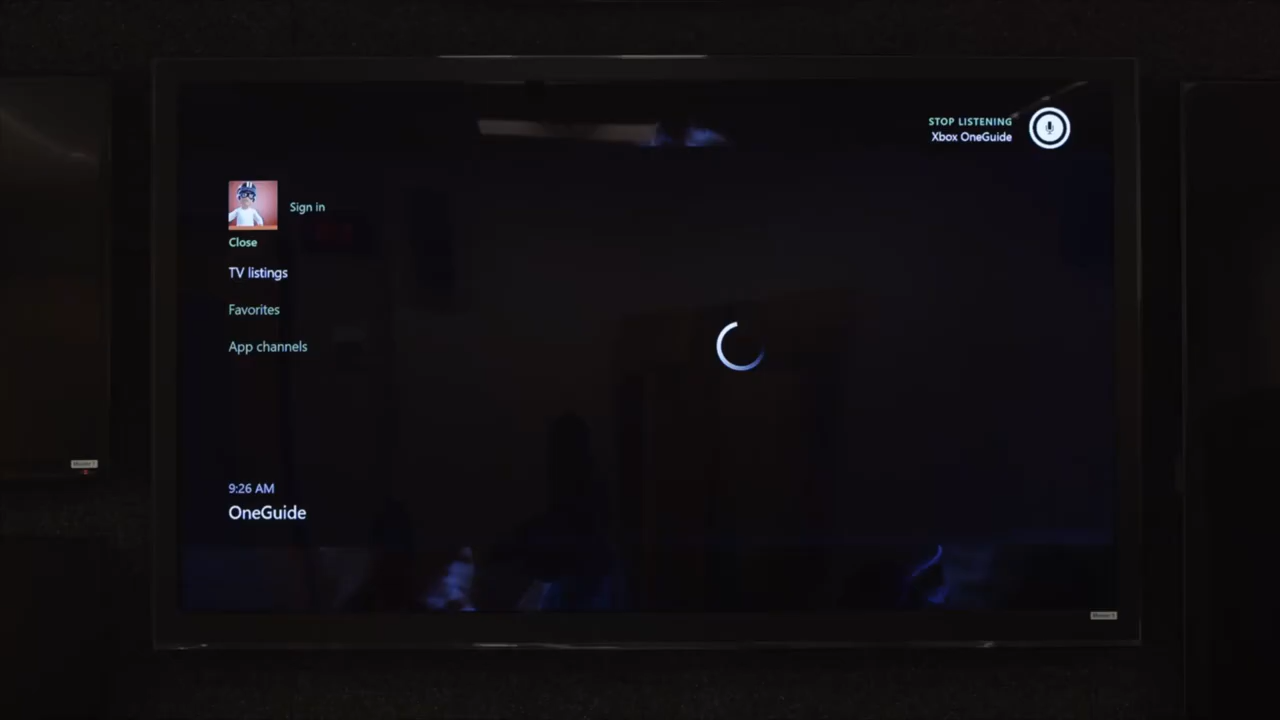 STOP LISTENING
Xbox OneGuide
Sign in
Close
TV listings
Favorites
App channels
9:26 AM
OneGuide